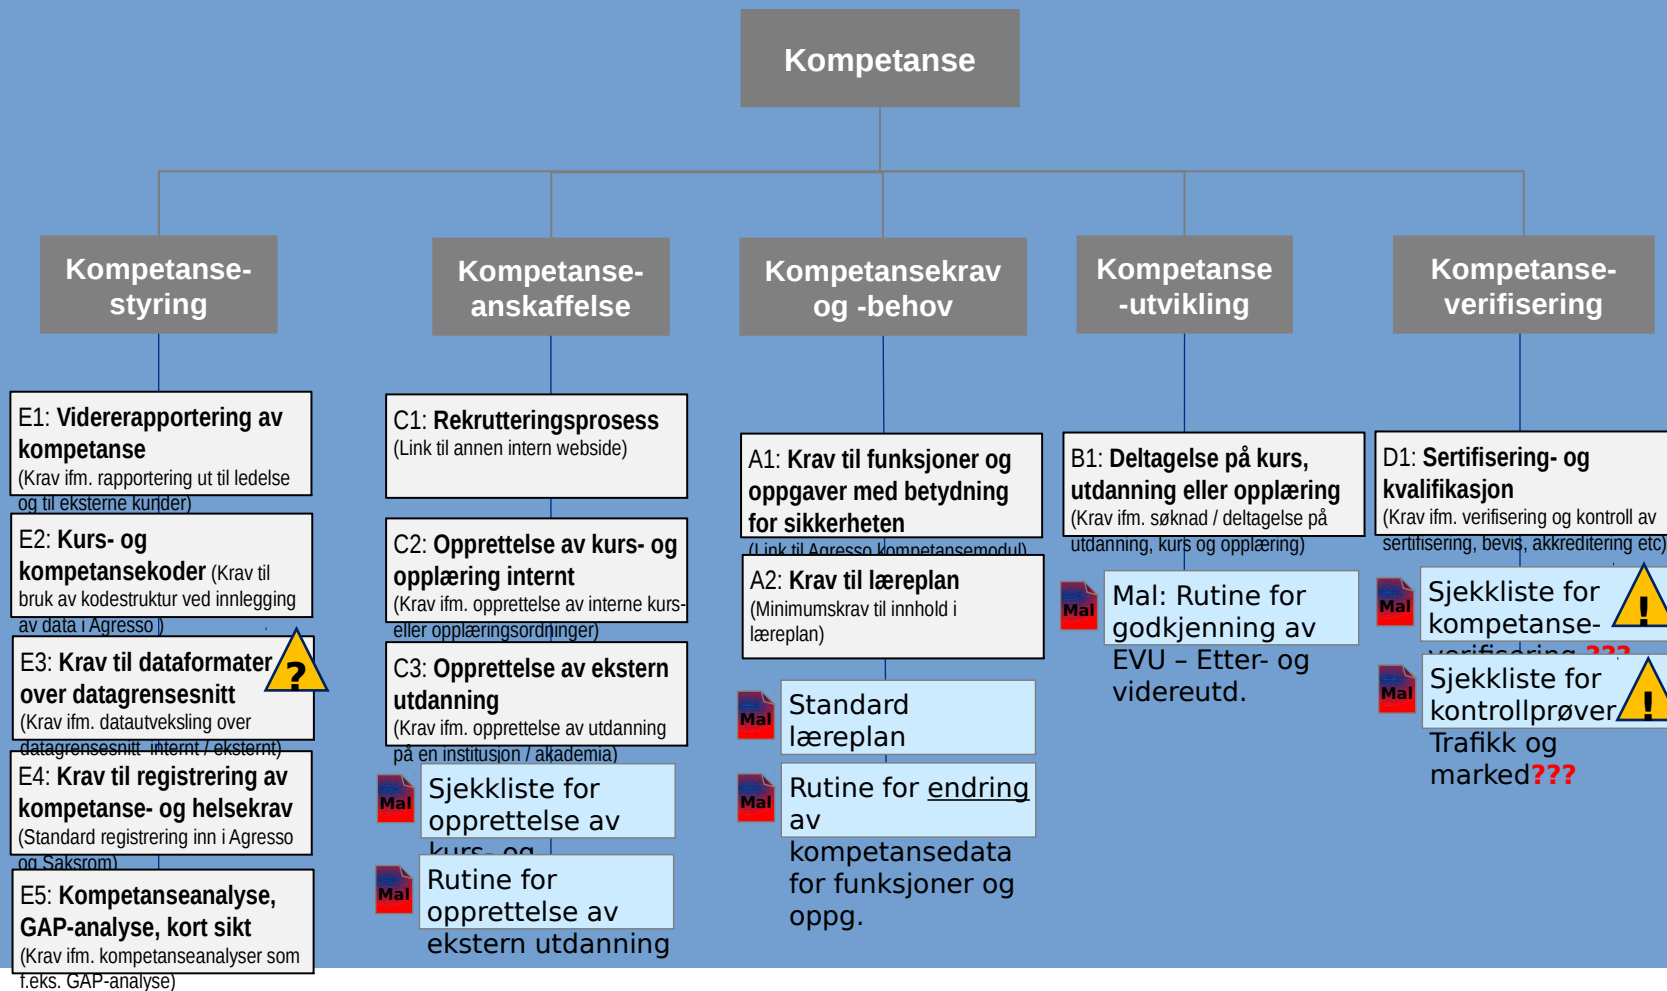 Kompetanse
Kompetanse-
styring
Kompetanse-
anskaffelse
Kompetansekrav
og -behov
Kompetanse
-utvikling
Kompetanse-
verifisering
E1: Videre­rapportering av
kompetanse
(Krav ifm. rapportering ut til ledelse
og til eksterne kunder)
E2: Kurs- og
kompetansekoder (Krav til
bruk av kodestruktur ved innlegging
av data i Agresso )
E3: Krav til dataformater
over datagrensesnitt
(Krav ifm. datautveksling over
datagrensesnitt internt / eksternt)
?
E4: Krav til registrering av
kompetanse- og helsekrav
(Standard registrering inn i Agresso
og Saksrom)
E5: Kompetanseanalyse,
GAP-analyse, kort sikt
(Krav ifm. kompetanseanalyser som
f.eks. GAP-analyse)
C1: Rekrutteringsprosess
(Link til annen intern webside)
C2: Opprettelse av kurs- og
opplæring internt
(Krav ifm. opprettelse av interne kurs-
eller opplæringsordninger)
C3: Opprettelse av ekstern
utdanning
(Krav ifm. opprettelse av utdanning
på en institusjon / akademia)
Mal
Sjekkliste for
opprettelse av
kurs- og
Mal
Rutine for
opprettelse av
ekstern utdanning
A1: Krav til funksjoner og
oppgaver med betydning
for sikkerheten
(Link til Agresso kompetansemodul)
A2: Krav til læreplan
(Minimumskrav til innhold i
læreplan)
Mal
Standard
læreplan
Mal
Rutine for endring
av
kompetansedata
for funksjoner og
oppg.
B1: Deltagelse på kurs,
utdanning eller opplæring
(Krav ifm. søknad / deltagelse på
utdanning, kurs og opplæring)
Mal
Mal: Rutine for
godkjenning av
EVU – Etter- og
videreutd.
D1: Sertifisering- og
kvalifikasjon
(Krav ifm. verifisering og kontroll av
sertifisering, bevis, akkreditering etc)
Mal
Sjekkliste for
kompetanse-
verifisering ???
!
Mal
Sjekkliste for
kontrollprøver
Trafikk og
marked???
!